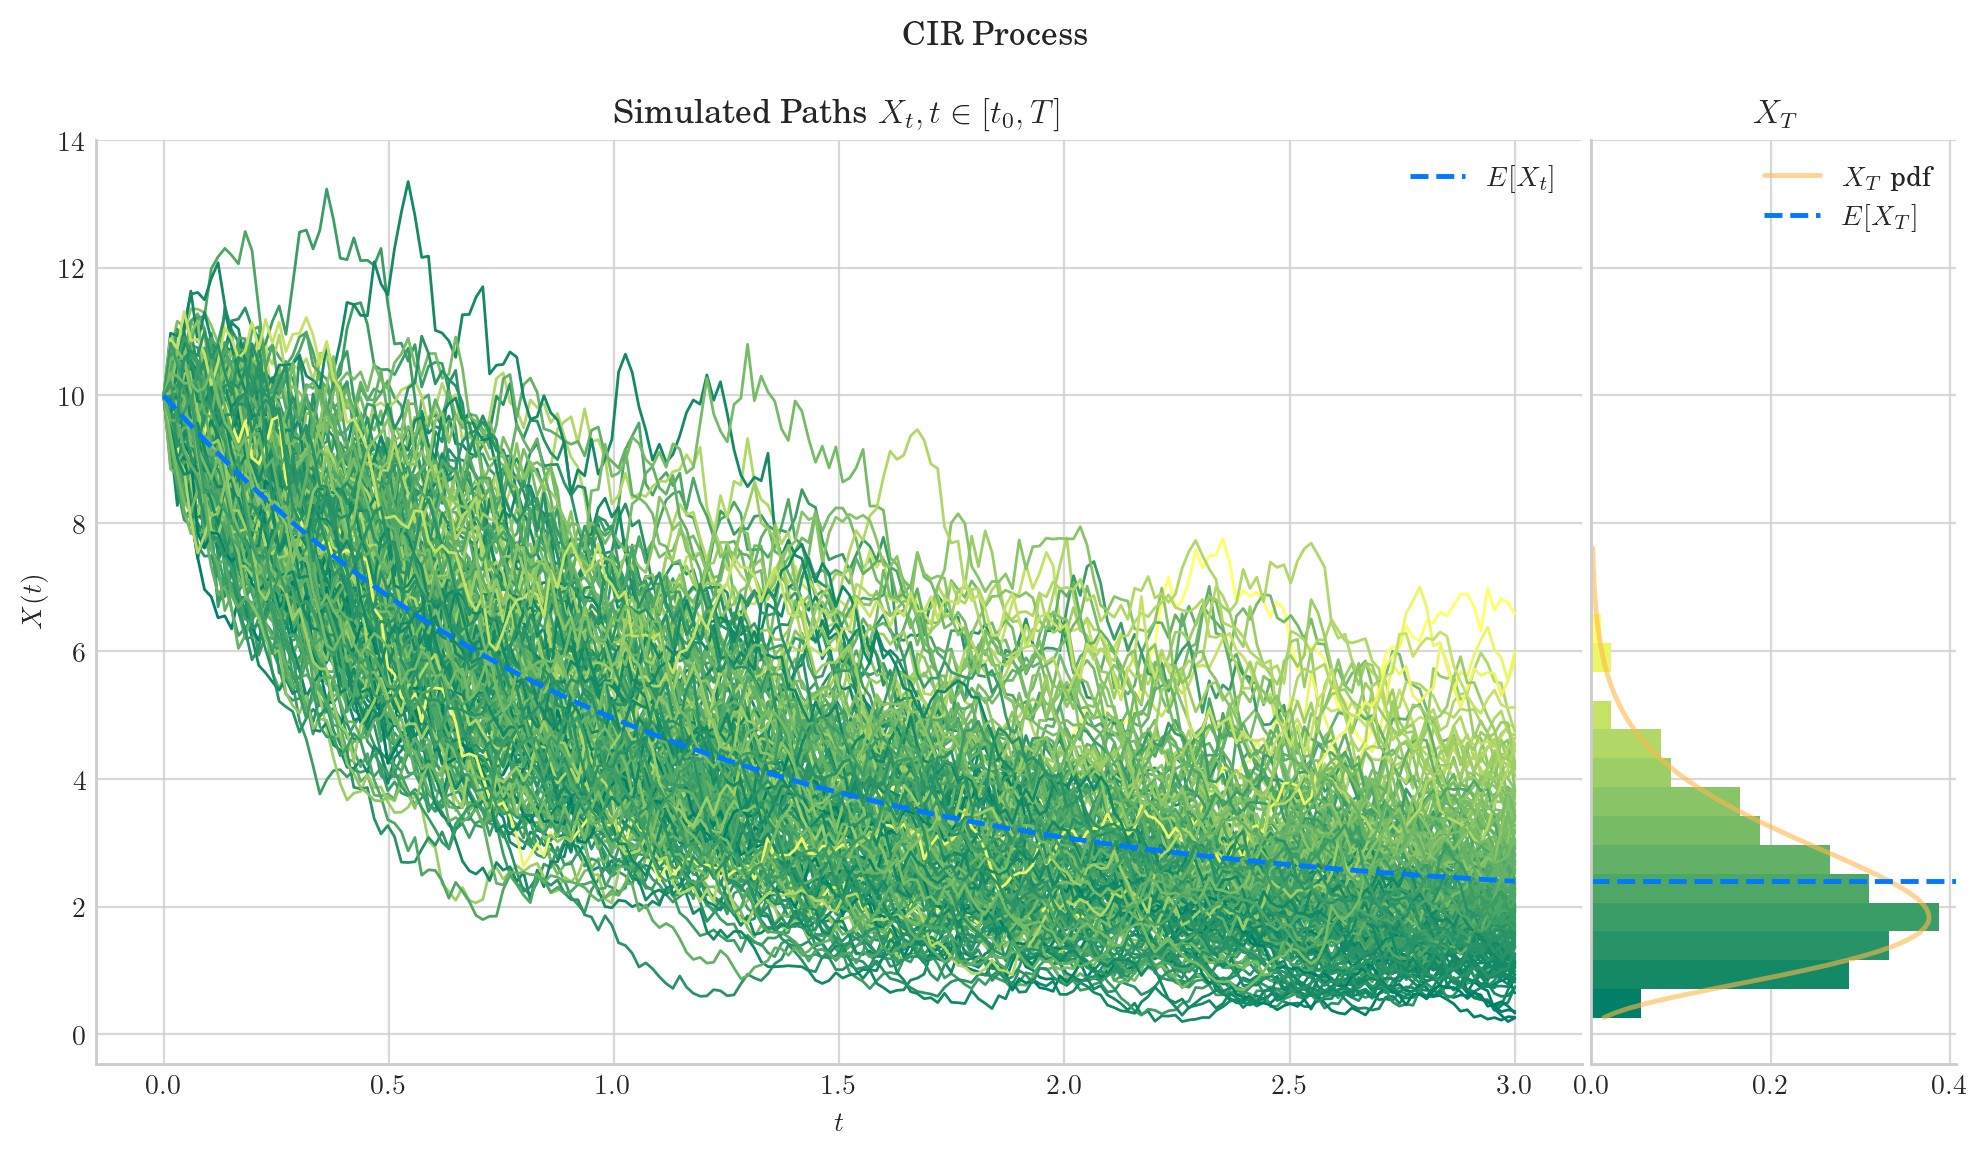 CIR Process
Simulated Paths $X_t, t \in [t_0, T]$
$X_T$
$E[X_t]$
$X_T$ pdf
$E[X_T]$
$X(t)$
14
12
10
8
6
4
2
0
0.0 0.5 1.0 1.5 2.0 2.5 3.0
0.0 0.2 0.4
$t$